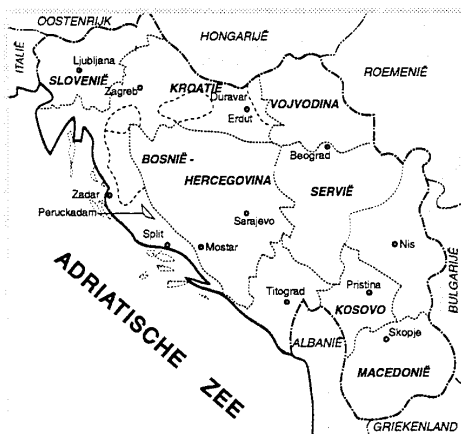 OOSTENRIJK
HONGARIJË
ITALIË
Ljubljana
SLOVENIË
ROEMENIË
Zagreb
KROATIË
Duravar
Erdut
VOJVODINA
BOSNIË -
HERCEGOVINA
Beograd
SERVIË
Zadar
Peruckadam
Sarajevo
Split
Mostar
Nis
BULGARIJE
Titograd
Pristina
KOSOVO
ALBANIË
Skopje
MACEDONIË
GRIEKENLAND
ADRIATISCHE ZEE